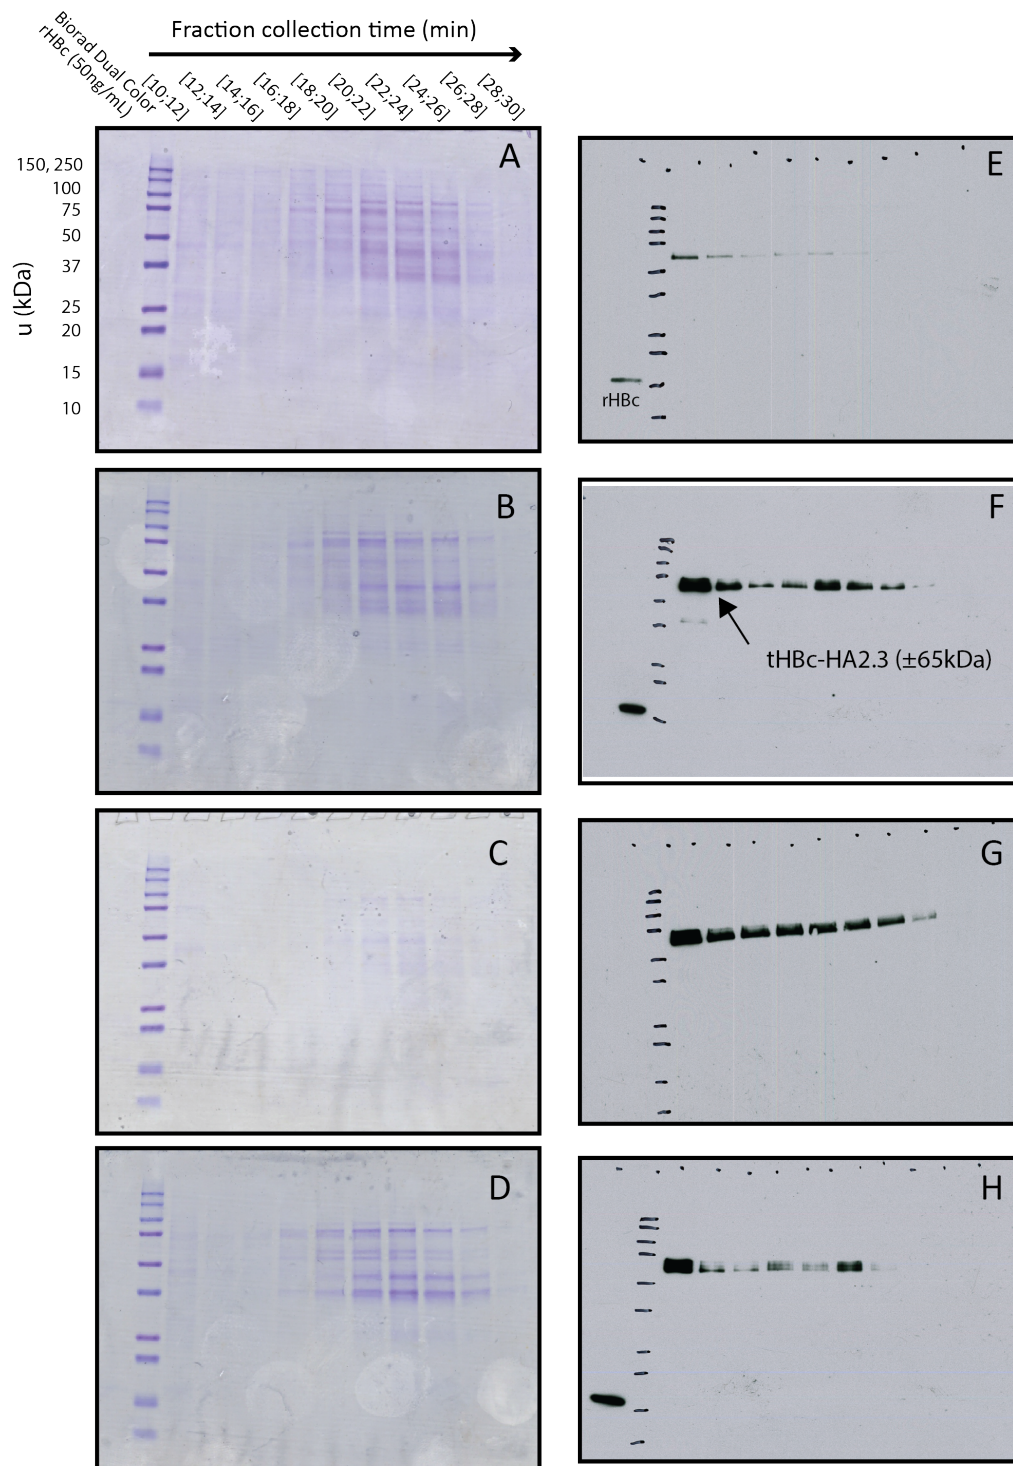 Fraction collection time (min)
Biorad Dual Color
rHBc (50ng/mL)
[10;12]
[12;14]
[14;16]
[16;18]
[18;20]
[20;22]
[22;24]
[24;26]
[26;28]
[28;30]
A
E
150, 250
100
75
50
37
25
20
15
10
u (kDa)
rHBc
B
F
tHBc-HA2.3 (±65kDa)
C
G
D
H